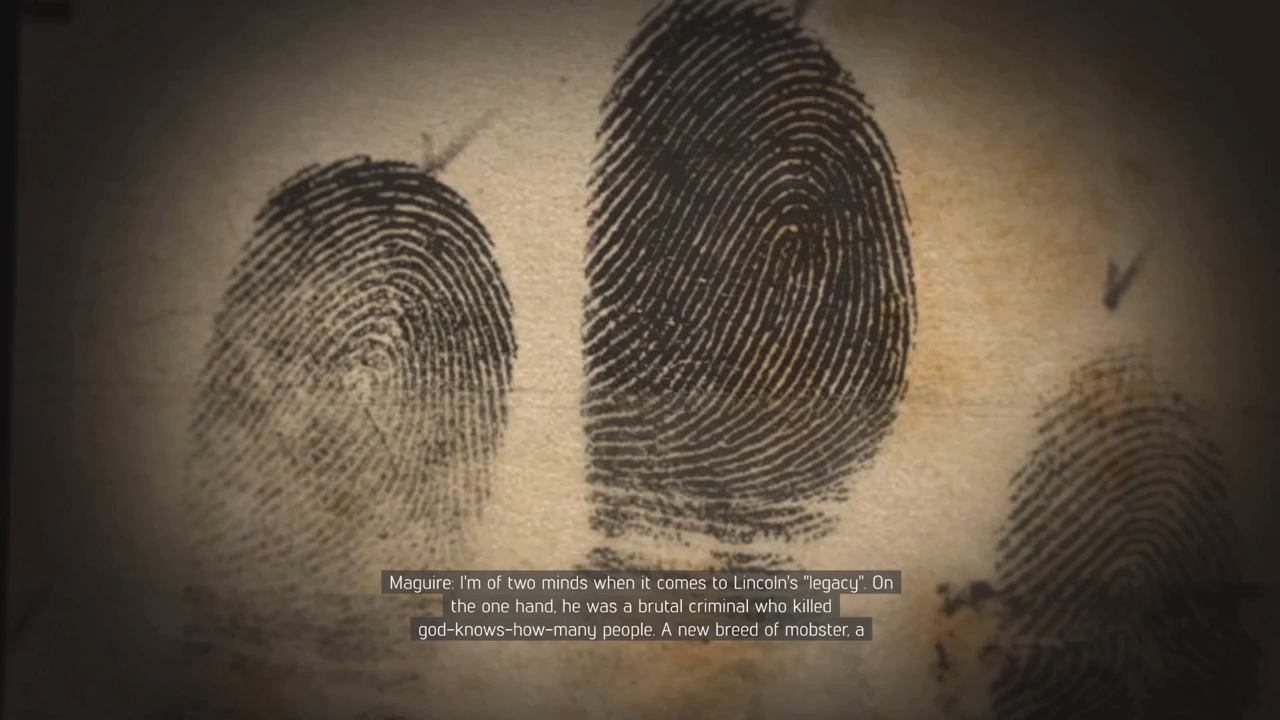 Maguire: I'm of two minds when it comes to Lincoln's "legacy". On
the one hand, he was a brutal criminal who killed
god-knows-how-many people. A new breed of mobster, a